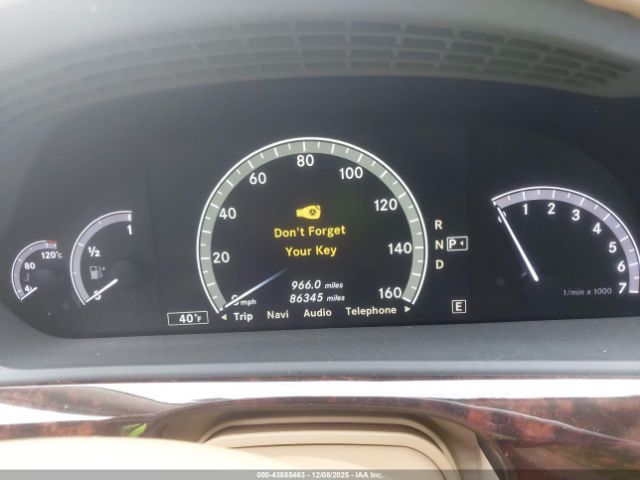 80
60
100
40
120
20
140
0 mph
160
Don't Forget
Your Key
966.0 miles
86345 miles
◄ Trip Navi Audio Telephone ►
40°F
120°C
80
1
½
R
N
D
P ◄
E
1
2
3
4
5
6
7
1/min x 1000
000-43855463 | 12/08/2025 - IAA Inc.